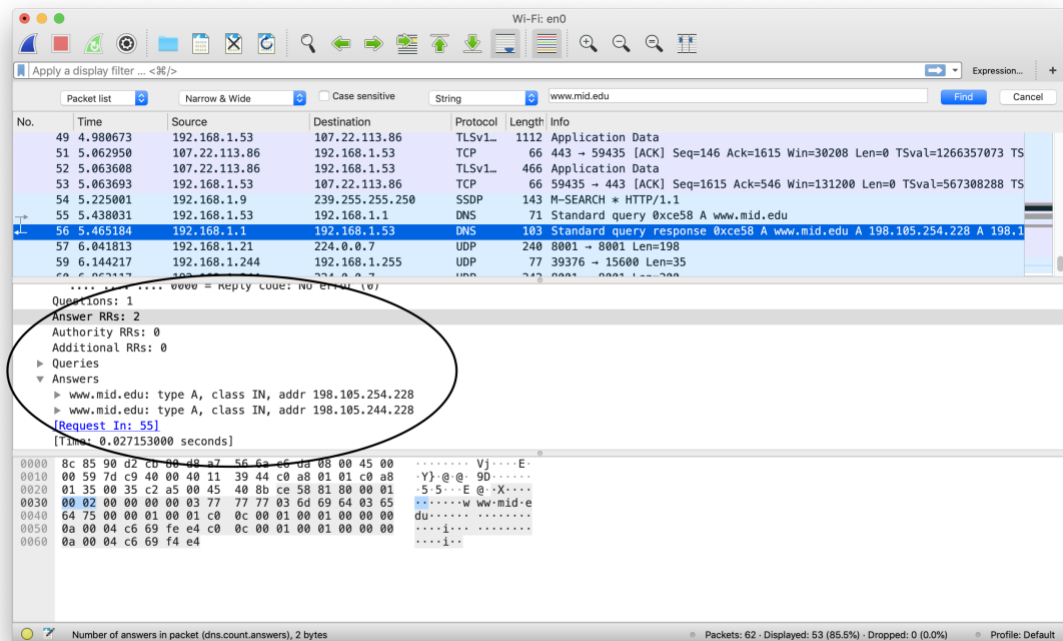 Wi-Fi: en0
Apply a display filter ... <⌘/>
Expression...
+
Packet list
Narrow & Wide
Case sensitive
String
www.mid.edu
Find
Cancel
No. Time Source Destination Protocol Length Info
49 4.980673 192.168.1.53 107.22.113.86 TLSv1... 1112 Application Data
51 5.062950 107.22.113.86 192.168.1.53 TCP 66 443 → 59435 [ACK] Seq=146 Ack=1615 Win=30208 Len=0 TSval=1266357073 TS
52 5.063608 107.22.113.86 192.168.1.53 TLSv1... 466 Application Data
53 5.063693 192.168.1.53 107.22.113.86 TCP 66 59435 → 443 [ACK] Seq=1615 Ack=546 Win=131200 Len=0 TSval=567308288 TS
54 5.225001 192.168.1.9 239.255.255.250 SSDP 143 M-SEARCH * HTTP/1.1
55 5.438031 192.168.1.53 192.168.1.1 DNS 71 Standard query 0xce58 A www.mid.edu
56 5.465184 192.168.1.1 192.168.1.53 DNS 103 Standard query response 0xce58 A www.mid.edu A 198.105.254.228 A 198.1
57 6.041813 192.168.1.21 224.0.0.7 UDP 240 8001 → 8001 Len=198
59 6.144217 192.168.1.244 192.168.1.255 UDP 77 39376 → 15600 Len=35
.... .... .... 0000 = Reply code: No error (0)
Questions: 1
Answer RRs: 2
Authority RRs: 0
Additional RRs: 0
Queries
Answers
www.mid.edu: type A, class IN, addr 198.105.254.228
www.mid.edu: type A, class IN, addr 198.105.244.228
[Request In: 55]
[Time: 0.027153000 seconds]
0000 8c 85 90 d2 cb 80 d8 a7 56 6a c6 da 08 00 45 00 ········ Vj····E·
0010 00 59 7d c9 40 00 40 11 39 44 c0 a8 01 01 c0 a8 ·Y}·@·@· 9D······
0020 01 35 00 35 c2 a5 00 45 40 8b ce 58 81 80 00 01 ·5·5···E @··X····
0030 00 02 00 00 00 00 03 77 77 77 03 6d 69 64 03 65 ·······w ww·mid·e
0040 64 75 00 00 01 00 01 c0 0c 00 01 00 01 00 00 00 du······ ········
0050 0a 00 04 c6 69 fe e4 c0 0c 00 01 00 01 00 00 00 ····i··· ········
0060 0a 00 04 c6 69 f4 e4 ····i··
Number of answers in packet (dns.count.answers), 2 bytes
Packets: 62 · Displayed: 53 (85.5%) · Dropped: 0 (0.0%)
Profile: Default